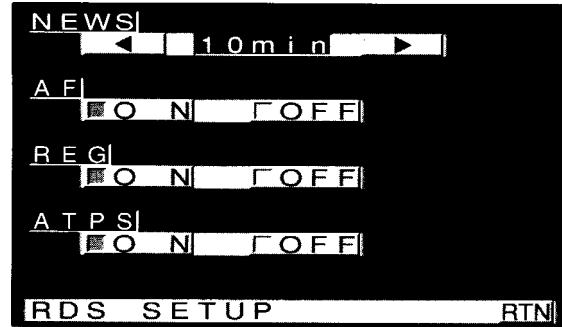 NEWS
◀ 10min ▶
AF
ON OFF
REG
ON OFF
ATPS
ON OFF
RDS SETUP RTN